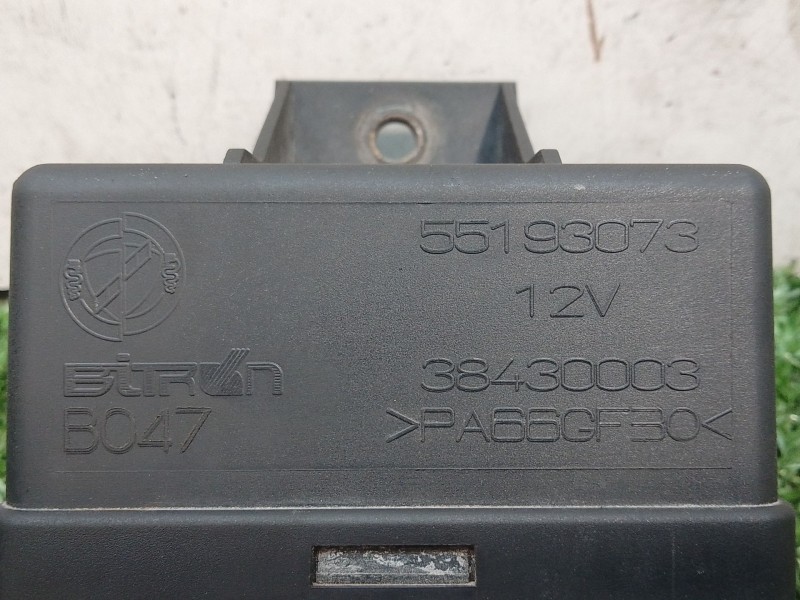 55193073
12V
BiTRON
38430003
B047
>PA66GF30<